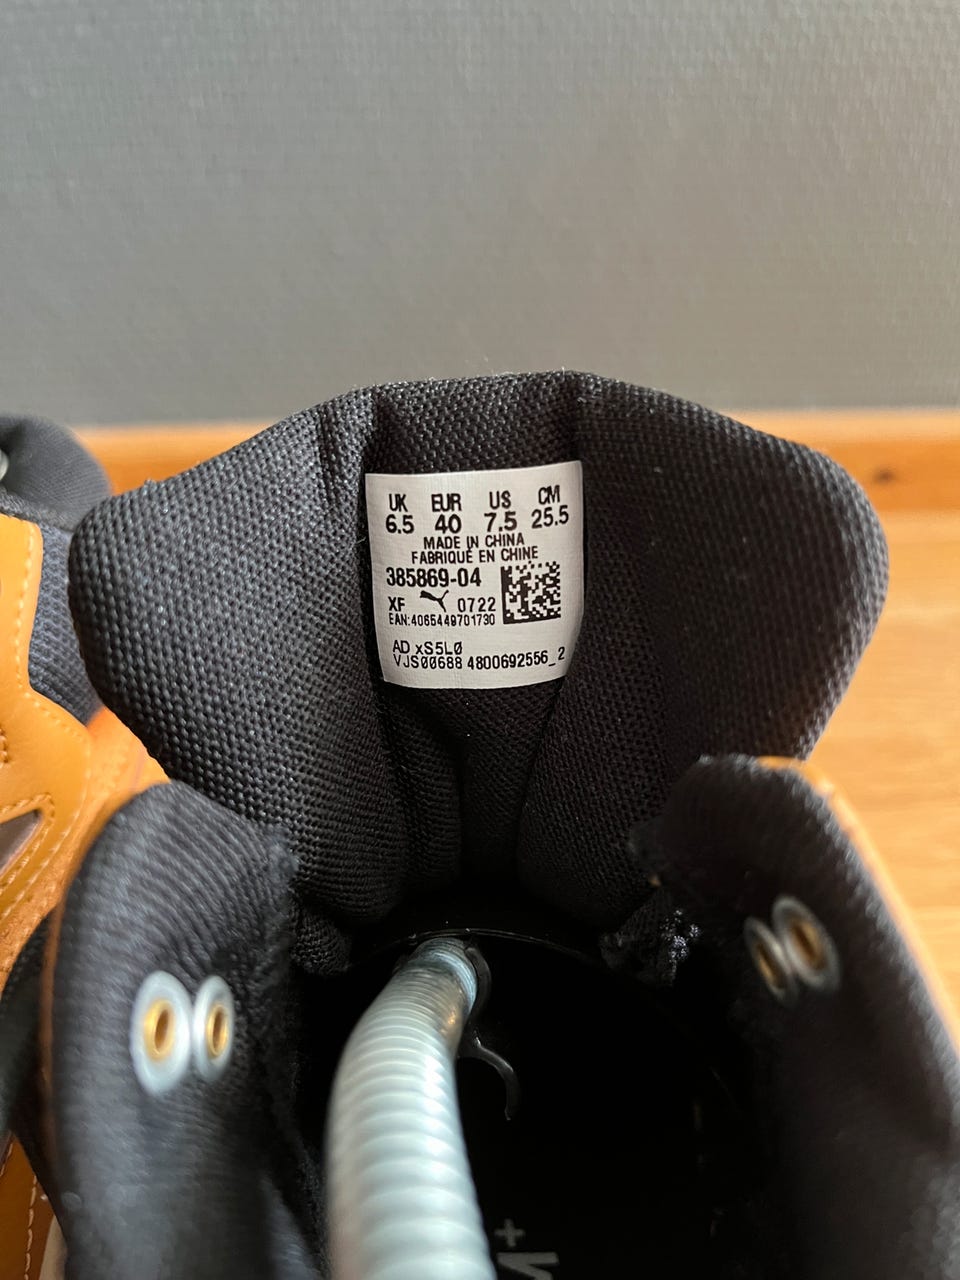 UK EUR US CM
6.5 40 7.5 25.5
MADE IN CHINA
FABRIQUÉ EN CHINE
385869-04
XF 0722
EAN:4065449701730
AD xS5LØ
VJS00688 4800692556_2